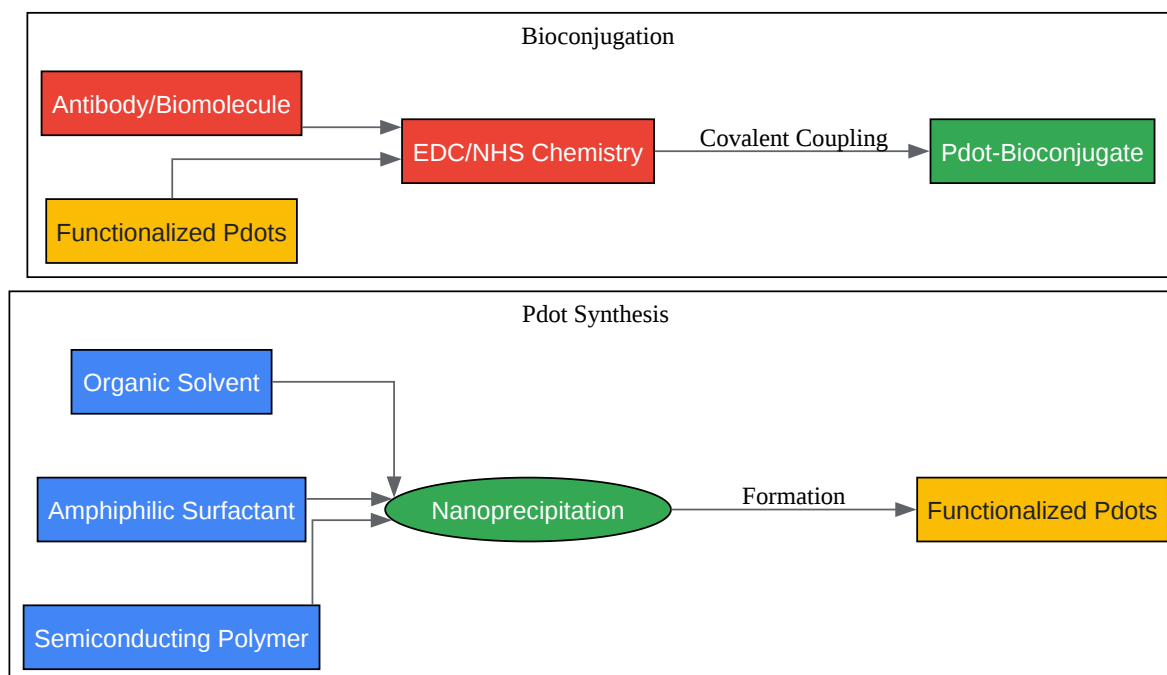 Bioconjugation
Antibody/Biomolecule
EDC/NHS Chemistry
Covalent Coupling
Pdot-Bioconjugate
Functionalized Pdots
Pdot Synthesis
Organic Solvent
Amphiphilic Surfactant
Nanoprecipitation
Formation
Functionalized Pdots
Semiconducting Polymer